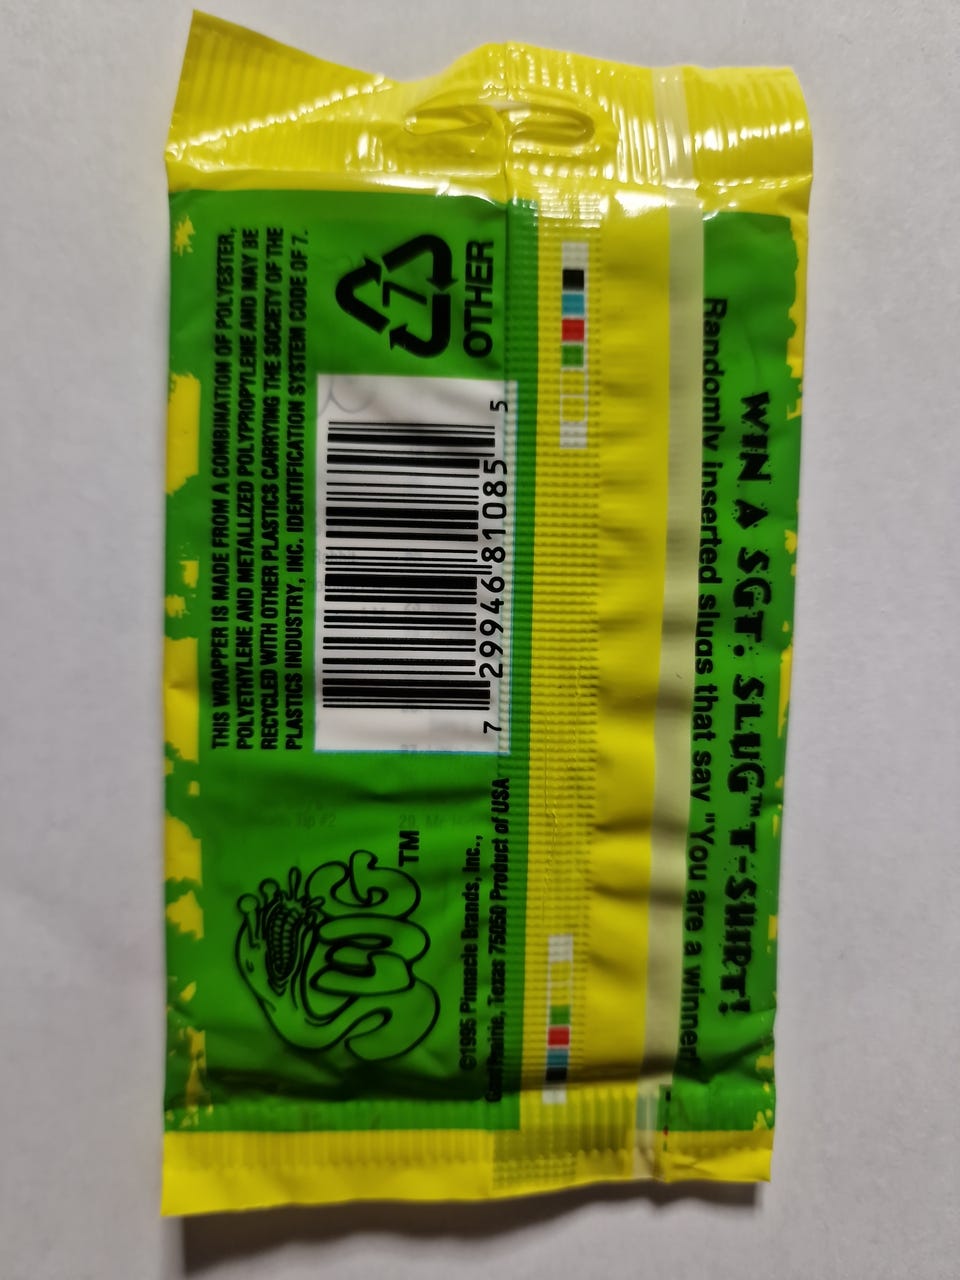 THIS WRAPPER IS MADE FROM A COMBINATION OF POLYESTER,
POLYETHYLENE AND METALLIZED POLYPROPYLENE AND MAY BE
RECYCLED WITH OTHER PLASTICS CARRYING THE SOCIETY OF THE
PLASTICS INDUSTRY, INC. IDENTIFICATION SYSTEM CODE OF 7.
7
OTHER
7 29946 81085 5
SLUG™
©1995 Pinnacle Brands, Inc.,
Prairie, Texas 75050 Product of USA
WIN A SGT. SLUG™ T-SHIRT!
Randomly inserted slugs that say "You are a winner!